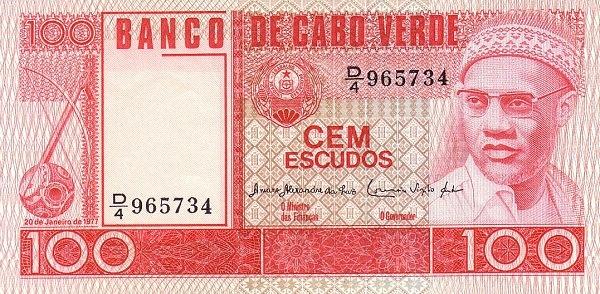 100 BANCO DE CABO VERDE
D/4 965734
CEM
ESCUDOS
D/4 965734
O Ministro
das Finanças
O Governador
20 de Janeiro de 1977
100
100